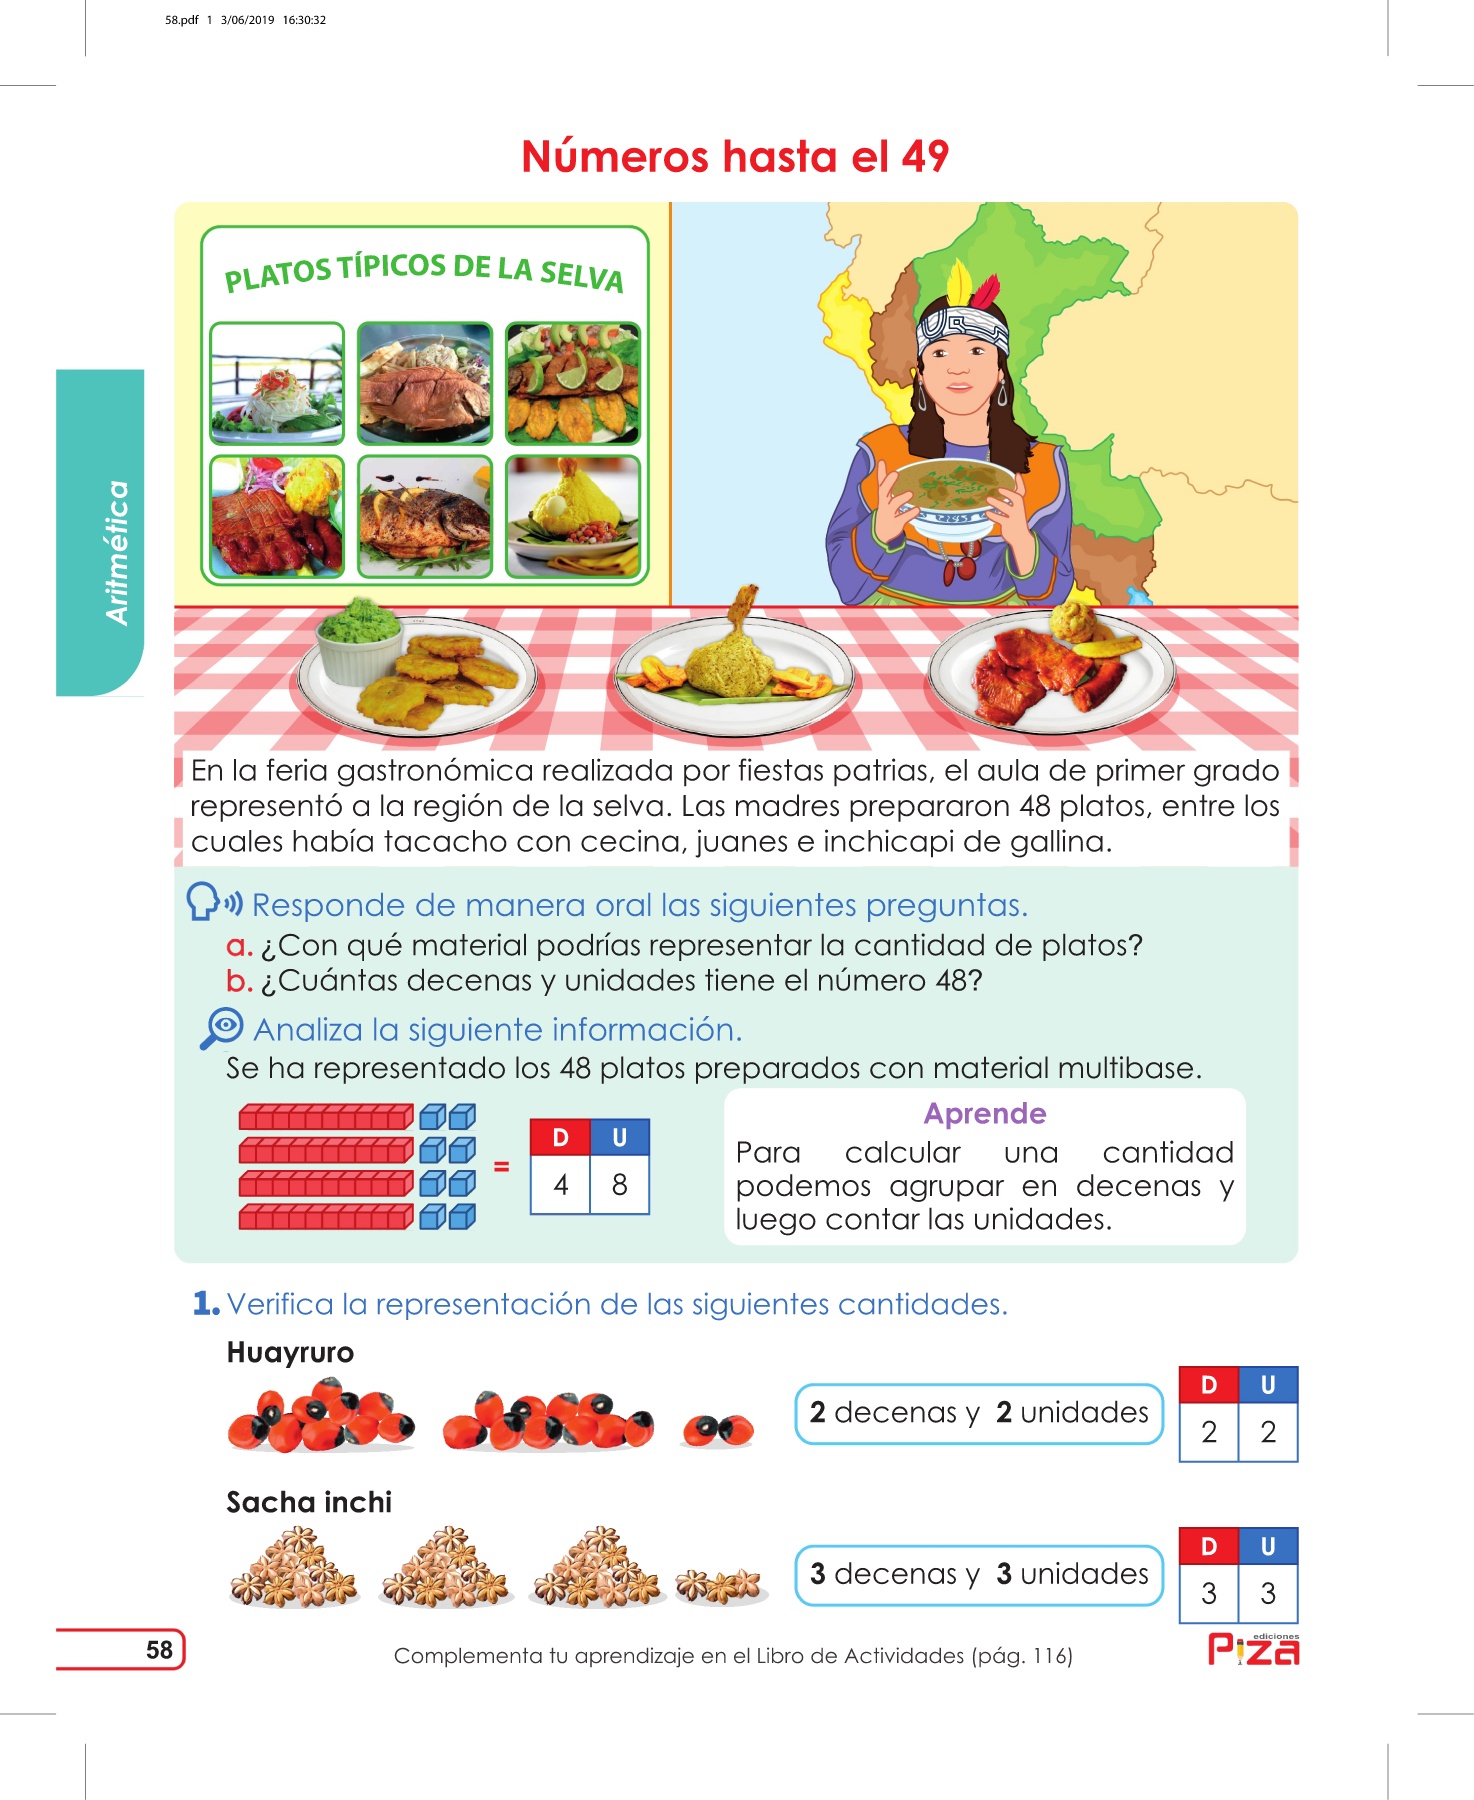 58.pdf 1 3/06/2019 16:30:32
Números hasta el 49
PLATOS TÍPICOS DE LA SELVA
Aritmética
En la feria gastronómica realizada por fiestas patrias, el aula de primer grado
representó a la región de la selva. Las madres prepararon 48 platos, entre los
cuales había tacacho con cecina, juanes e inchicapi de gallina.
Responde de manera oral las siguientes preguntas.
a. ¿Con qué material podrías representar la cantidad de platos?
b. ¿Cuántas decenas y unidades tiene el número 48?
Analiza la siguiente información.
Se ha representado los 48 platos preparados con material multibase.
=
D U
4 8
Aprende
Para calcular una cantidad
podemos agrupar en decenas y
luego contar las unidades.
1. Verifica la representación de las siguientes cantidades.
Huayruro
2 decenas y 2 unidades
D U
2 2
Sacha inchi
3 decenas y 3 unidades
D U
3 3
58
Complementa tu aprendizaje en el Libro de Actividades (pág. 116)
ediciones
Piza